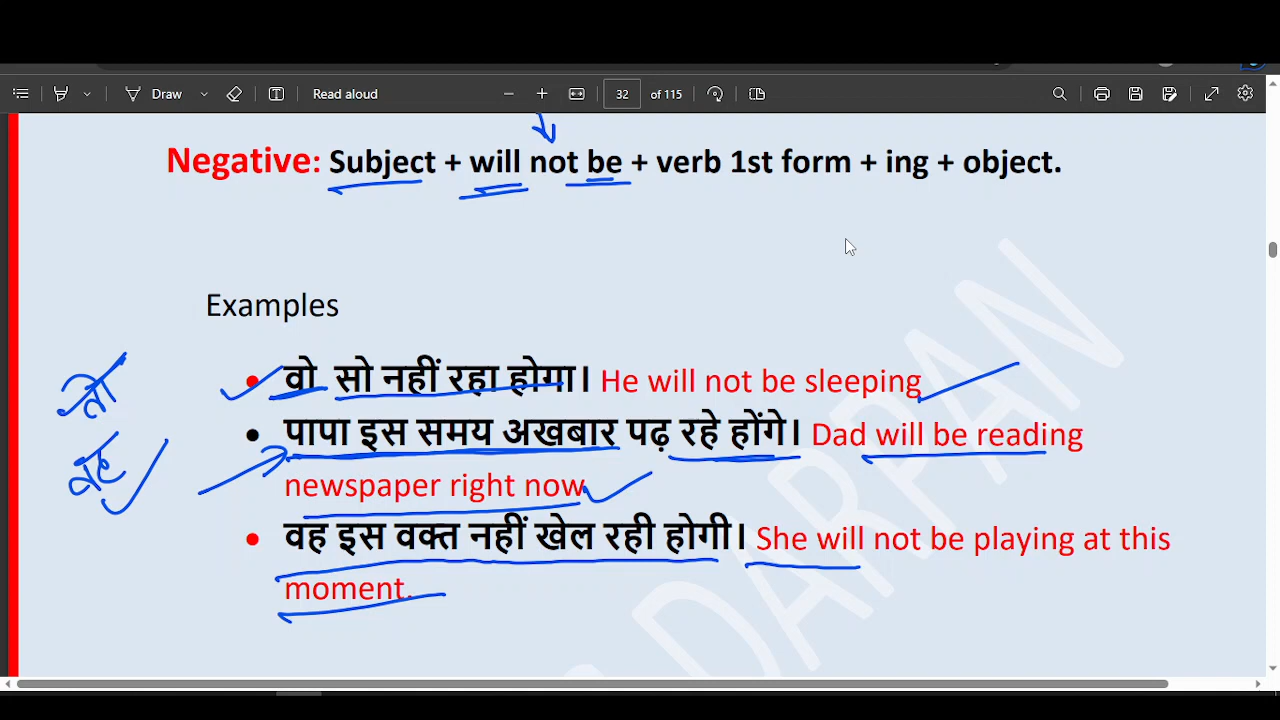 Draw
Read aloud
32 of 115
Negative: Subject + will not be + verb 1st form + ing + object.
Examples
• वो सो नहीं रहा होगा। He will not be sleeping
वो
• पापा इस समय अखबार पढ़ रहे होंगे। Dad will be reading
वह
newspaper right now
• वह इस वक्त नहीं खेल रही होगी। She will not be playing at this
moment.
DARPAN